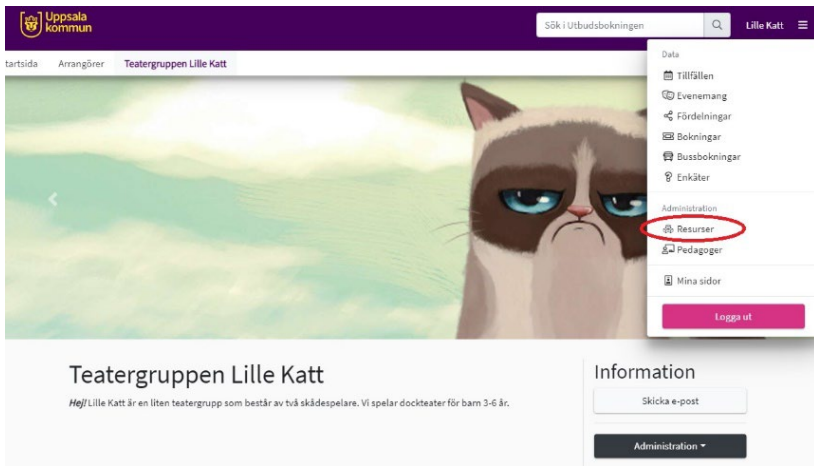 Uppsala
kommun
Sök i Utbudsbokningen
Lille Katt
tartsida Arrangörer Teatergruppen Lille Katt
Data
Tillfällen
Evenemang
Fördelningar
Bokningar
Bussbokningar
Enkäter
Administration
Resurser
Pedagoger
Mina sidor
Logga ut
Teatergruppen Lille Katt
Hej! Lille Katt är en liten teatergrupp som består av två skådespelare. Vi spelar dockteater för barn 3-6 år.
Information
Skicka e-post
Administration